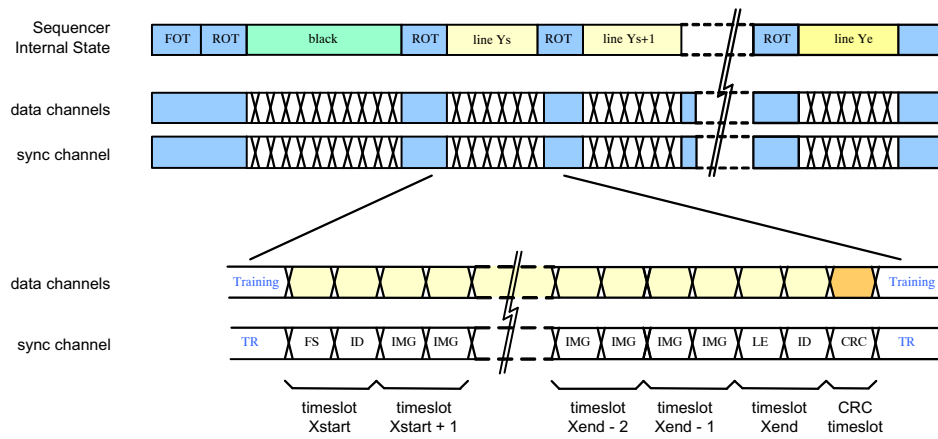 Sequencer
Internal State
FOT ROT black ROT line Ys ROT line Ys+1 ROT line Ye
data channels
sync channel
data channels Training Training
sync channel TR FS ID IMG IMG IMG IMG IMG IMG LE ID CRC TR
timeslot timeslot timeslot timeslot timeslot CRC
Xstart Xstart + 1 Xend - 2 Xend - 1 Xend timeslot